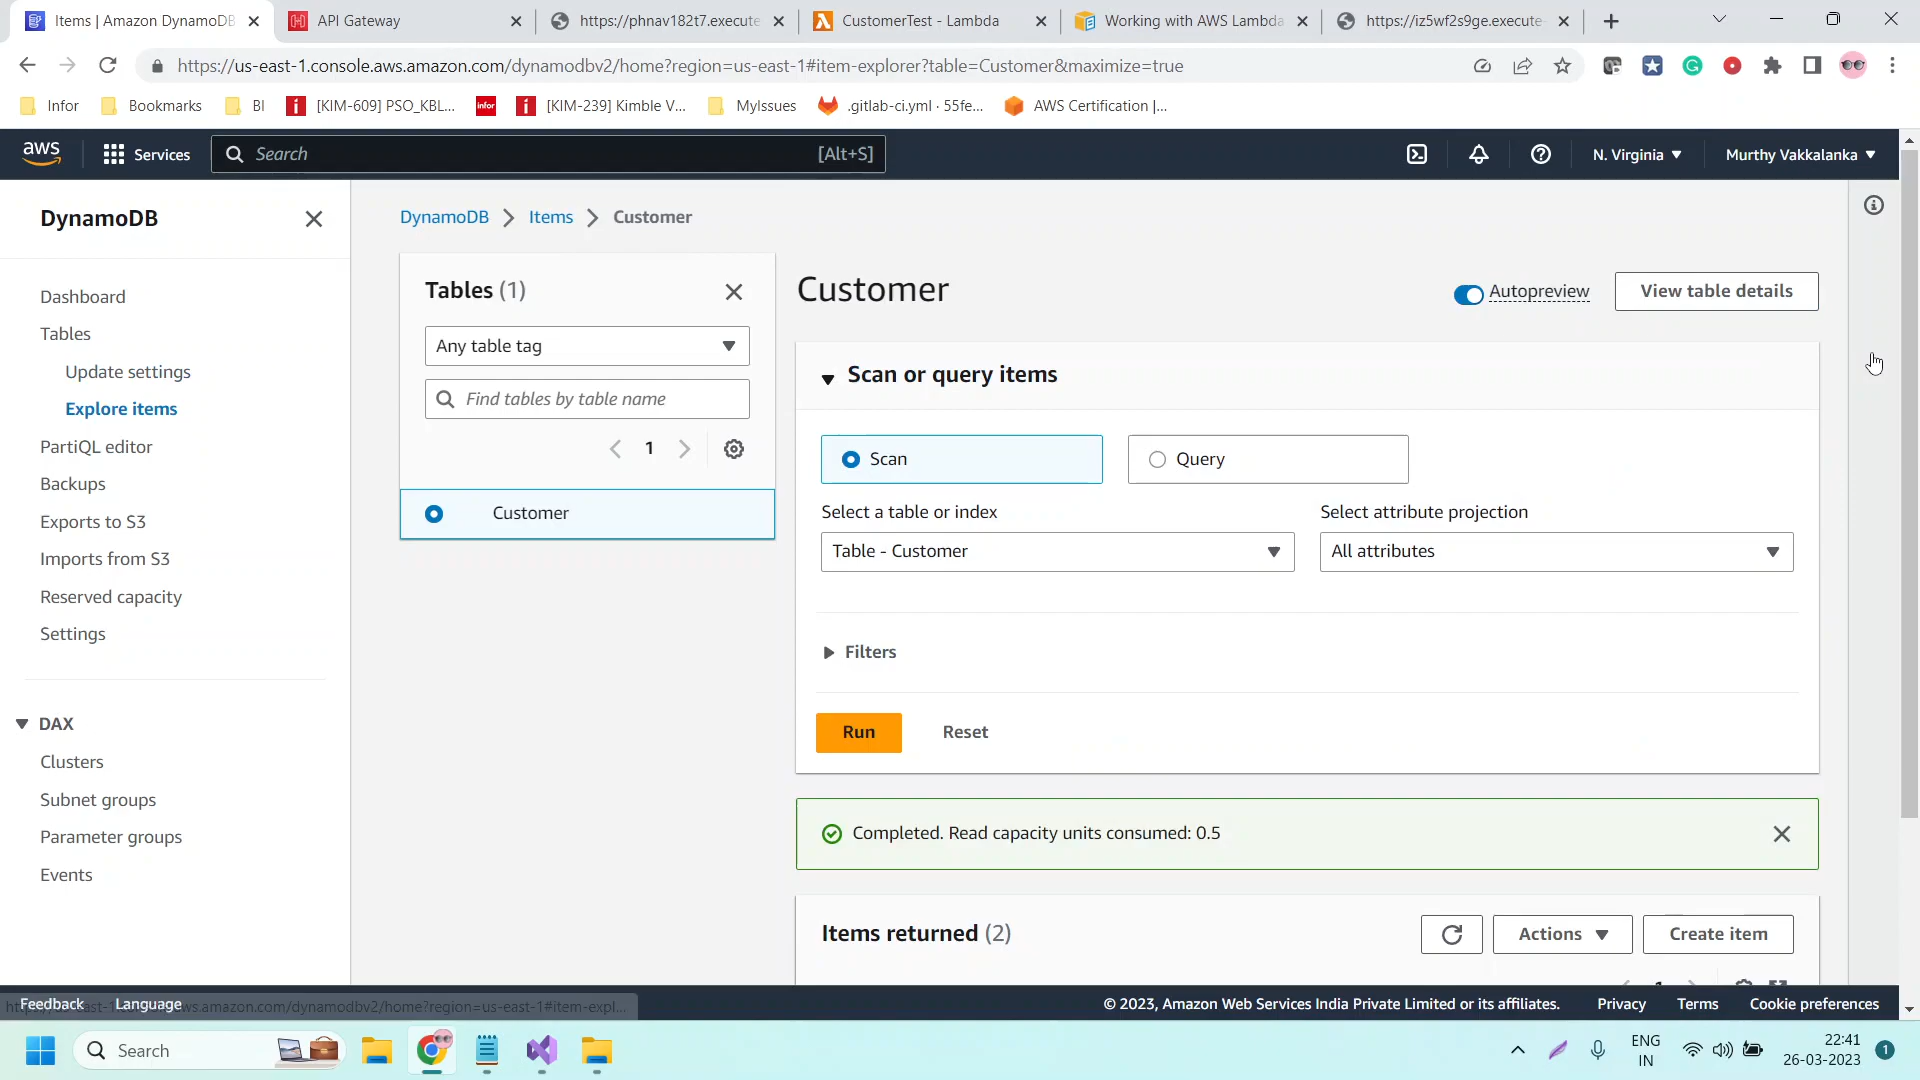 Items | Amazon DynamoDB
API Gateway
https://phnav182t7.execute
CustomerTest - Lambda
Working with AWS Lambda
https://iz5wf2s9ge.execute-
https://us-east-1.console.aws.amazon.com/dynamodbv2/home?region=us-east-1#item-explorer?table=Customer&maximize=true
Infor
Bookmarks
BI
[KIM-609] PSO_KBL...
infor
[KIM-239] Kimble V...
MyIssues
.gitlab-ci.yml · 55fe...
AWS Certification |...
aws
Services
Search
[Alt+S]
N. Virginia
Murthy Vakkalanka
DynamoDB
Dashboard
Tables
Update settings
Explore items
PartiQL editor
Backups
Exports to S3
Imports from S3
Reserved capacity
Settings
DAX
Clusters
Subnet groups
Parameter groups
Events
DynamoDB
Items
Customer
Tables (1)
Any table tag
Find tables by table name
1
Customer
Customer
Autopreview
View table details
Scan or query items
Scan
Query
Select a table or index
Select attribute projection
Table - Customer
All attributes
Filters
Run
Reset
Completed. Read capacity units consumed: 0.5
Items returned (2)
Actions
Create item
Feedback
Language
© 2023, Amazon Web Services India Private Limited or its affiliates.
Privacy
Terms
Cookie preferences
Search
ENG
IN
22:41
26-03-2023
1